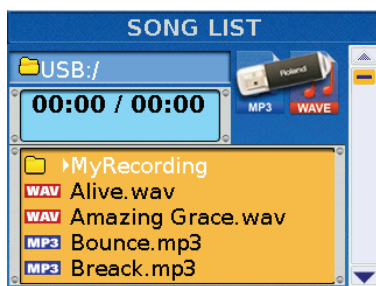 SONG LIST
USB:/
00:00 / 00:00
Roland
MP3 WAVE
MyRecording
WAV Alive.wav
WAV Amazing Grace.wav
MP3 Bounce.mp3
MP3 Breack.mp3